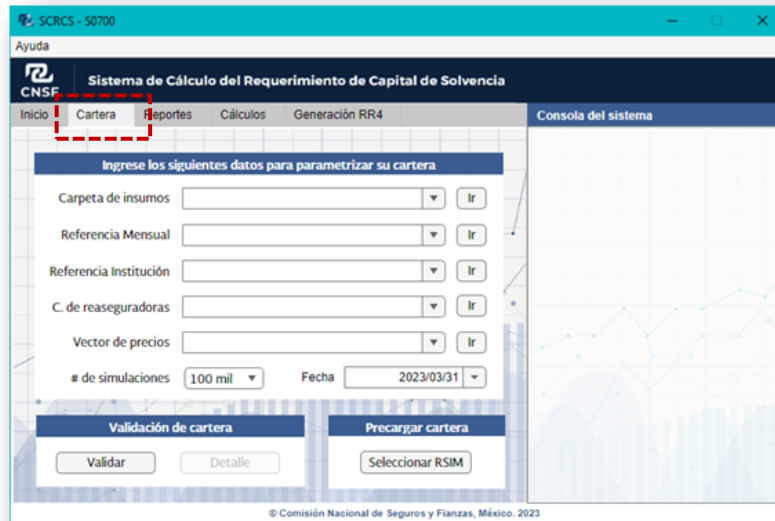 SCRCS - S0700
Ayuda
CNSF
Sistema de Cálculo del Requerimiento de Capital de Solvencia
Inicio Cartera Reportes Cálculos Generación RR4
Consola del sistema
Ingrese los siguientes datos para parametrizar su cartera
Carpeta de insumos Ir
Referencia Mensual Ir
Referencia Institución Ir
C. de reaseguradoras Ir
Vector de precios Ir
# de simulaciones 100 mil Fecha 2023/03/31
Validación de cartera
Validar Detalle
Precargar cartera
Seleccionar RSIM
© Comisión Nacional de Seguros y Fianzas, México. 2023